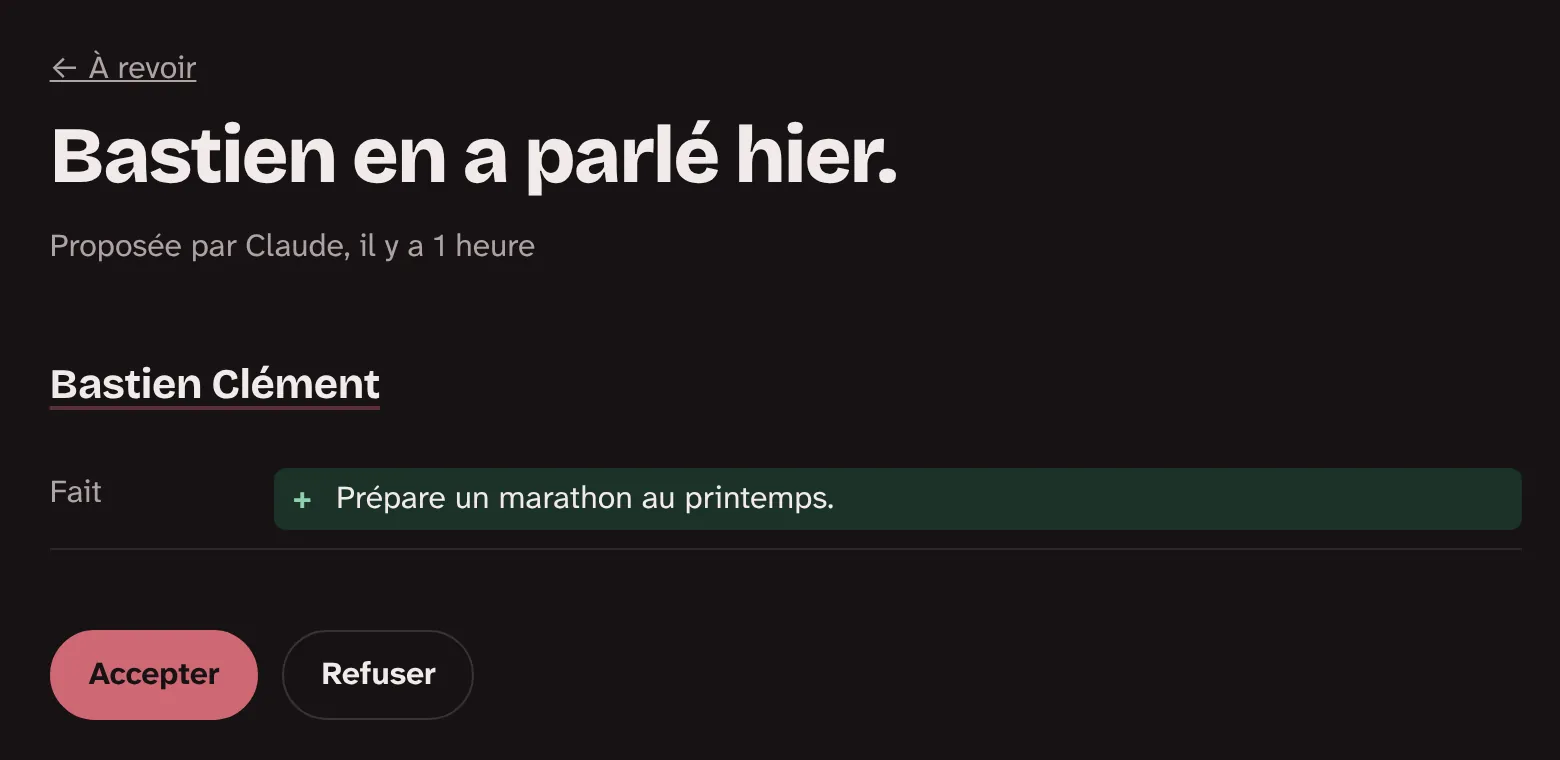 ← À revoir
Bastien en a parlé hier.
Proposée par Claude, il y a 1 heure
Bastien Clément
Fait
+ Prépare un marathon au printemps.
Accepter
Refuser